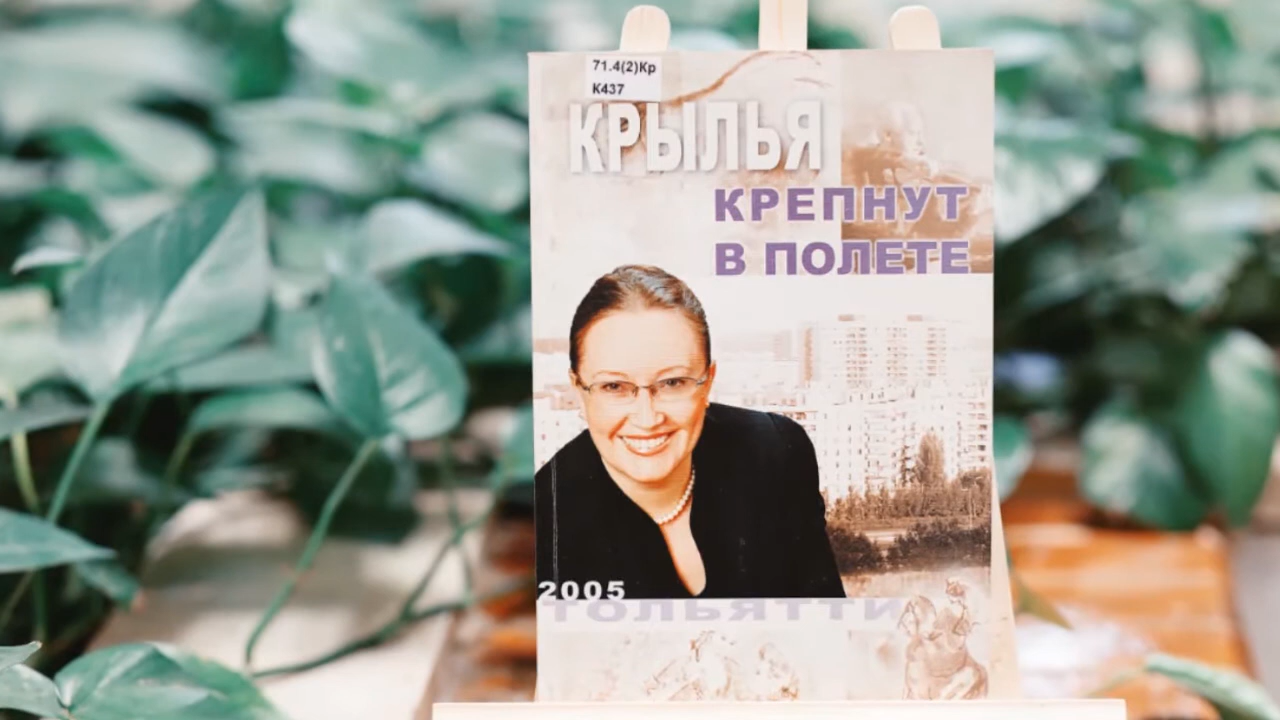 71.4(2)Кр
К437
КРЫЛЬЯ
КРЕПНУТ
В ПОЛЕТЕ
2005
ТОЛЬЯТТИ